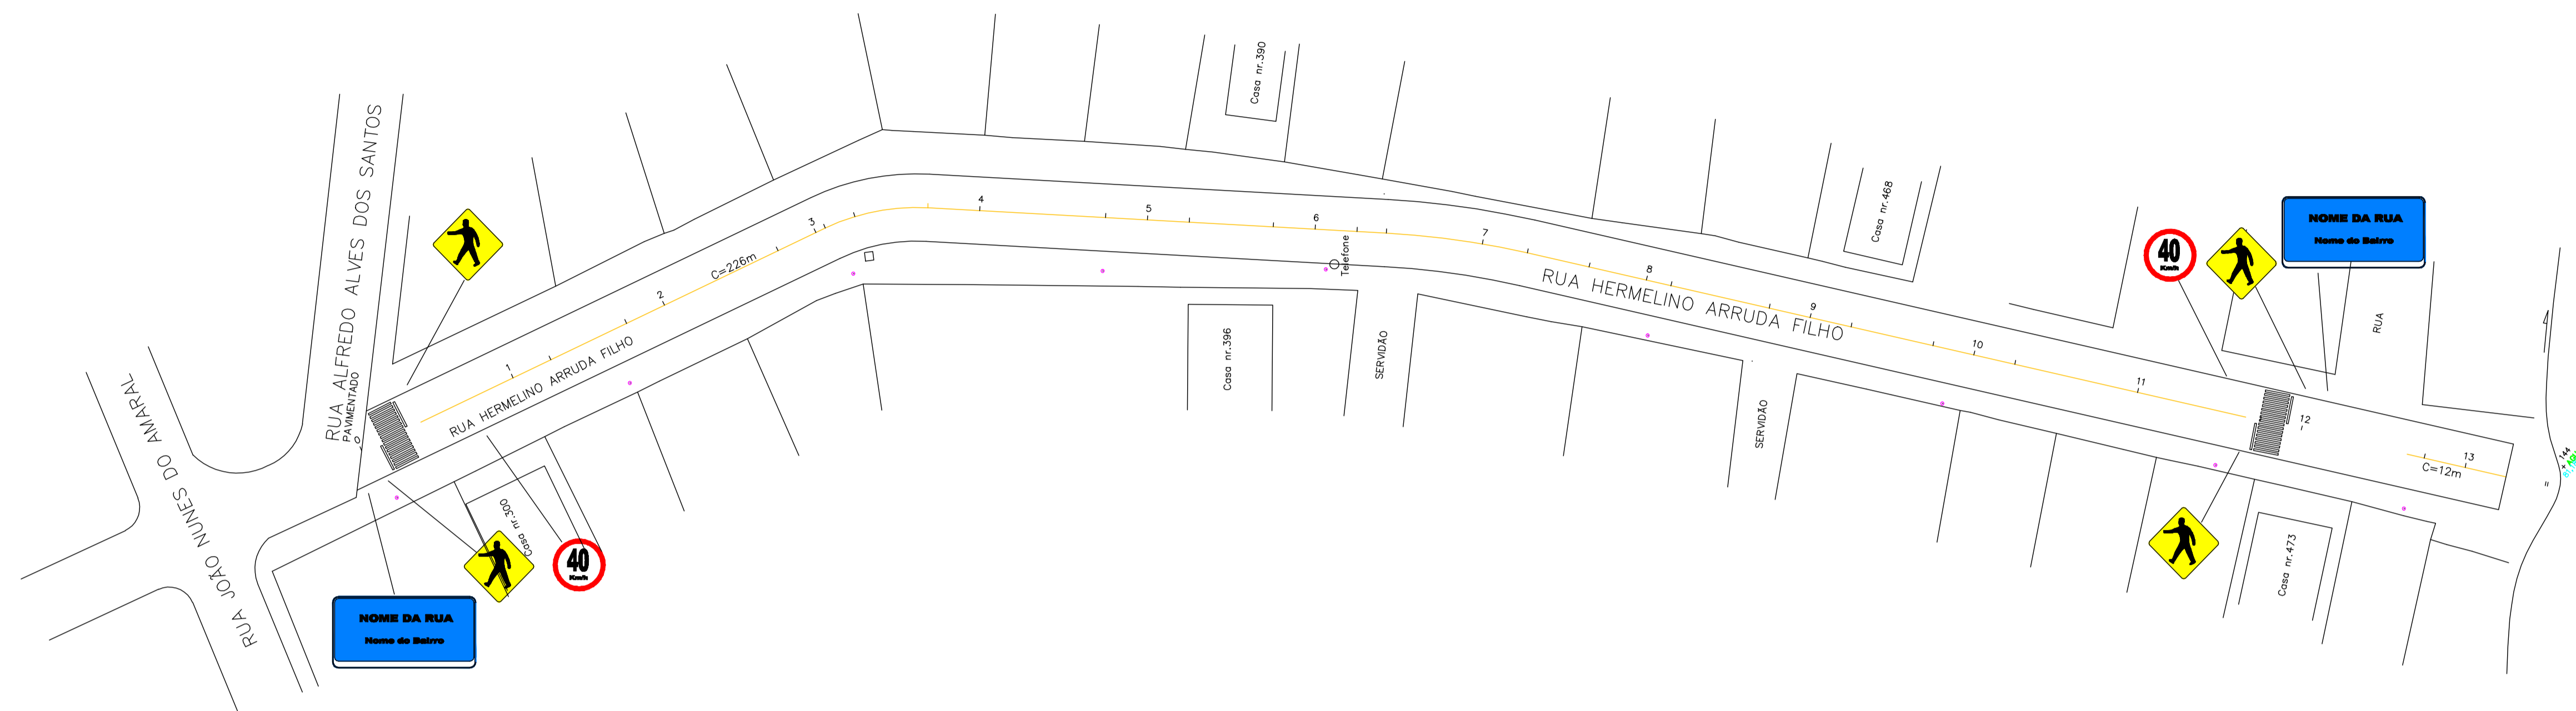 RUA JOÃO NUNES DO AMARAL
RUA ALFREDO ALVES DOS SANTOS
PAVIMENTADO
NOME DA RUA
Nome do Bairro
RUA HERMELINO ARRUDA FILHO
C=226m
Casa nr.300
40
Km/h
1
2
3
4
5
6
7
8
9
10
11
12
13
Casa nr.390
Telefone
Casa nr.396
SERVIDÃO
RUA HERMELINO ARRUDA FILHO
SERVIDÃO
Casa nr.468
40
Km/h
NOME DA RUA
Nome do Bairro
RUA
Casa nr.473
C=12m
144